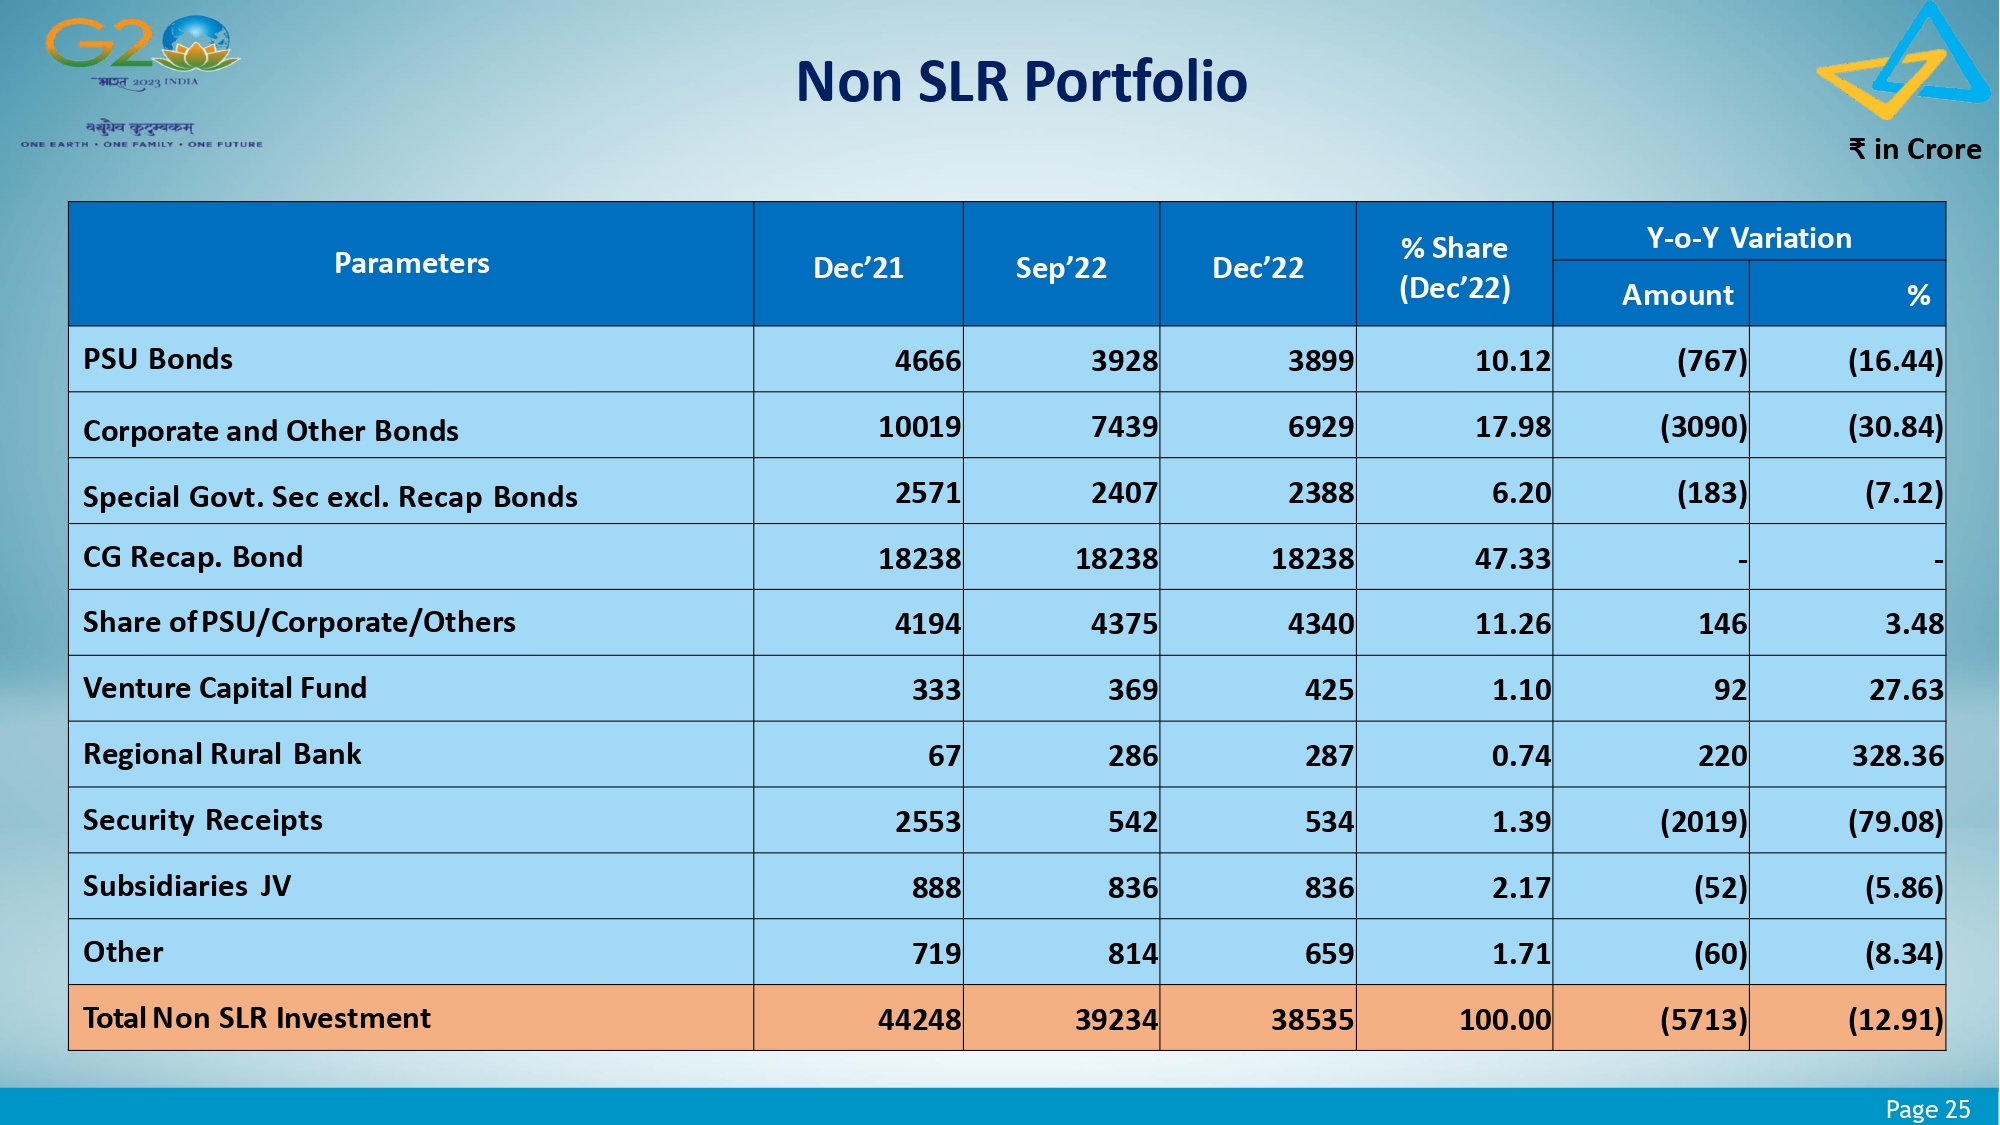 G20
भारत 2023 INDIA
वसुधैव कुटुम्बकम्
ONE EARTH • ONE FAMILY • ONE FUTURE
Non SLR Portfolio
₹ in Crore
Parameters Dec’21 Sep’22 Dec’22 % Share (Dec’22) Y-o-Y Variation
Amount %
PSU Bonds 4666 3928 3899 10.12 (767) (16.44)
Corporate and Other Bonds 10019 7439 6929 17.98 (3090) (30.84)
Special Govt. Sec excl. Recap Bonds 2571 2407 2388 6.20 (183) (7.12)
CG Recap. Bond 18238 18238 18238 47.33 - -
Share of PSU/Corporate/Others 4194 4375 4340 11.26 146 3.48
Venture Capital Fund 333 369 425 1.10 92 27.63
Regional Rural Bank 67 286 287 0.74 220 328.36
Security Receipts 2553 542 534 1.39 (2019) (79.08)
Subsidiaries JV 888 836 836 2.17 (52) (5.86)
Other 719 814 659 1.71 (60) (8.34)
Total Non SLR Investment 44248 39234 38535 100.00 (5713) (12.91)
Page 25